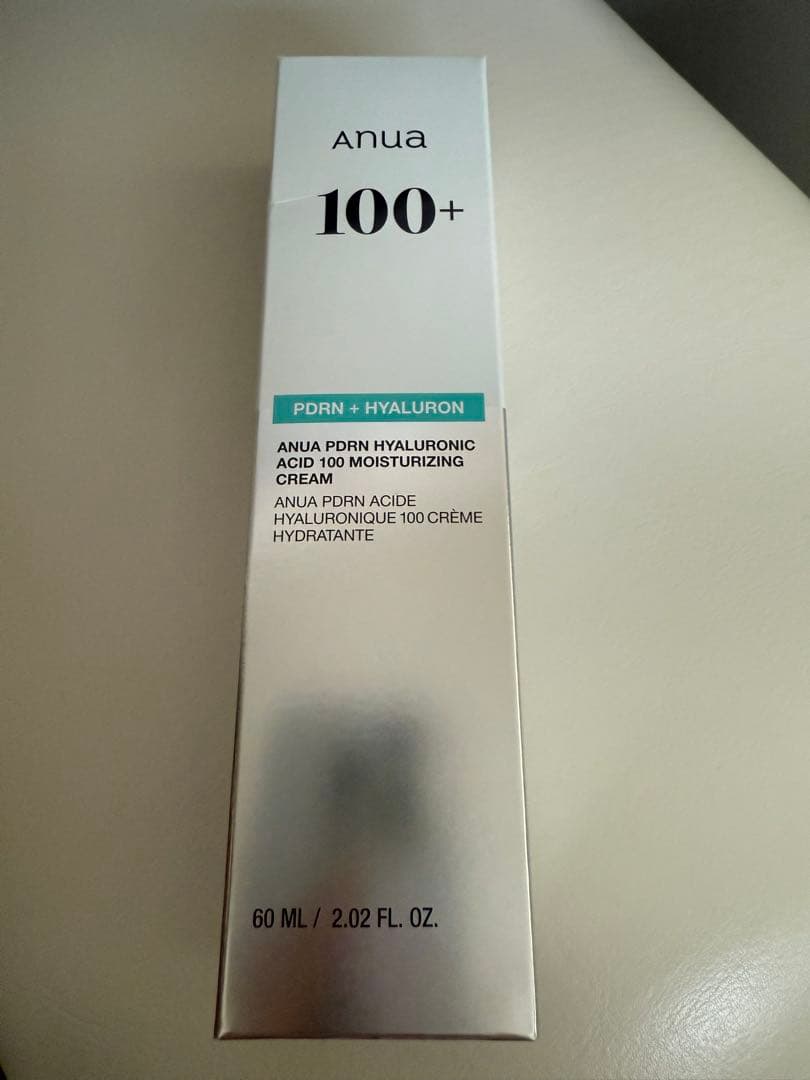 Anua
100+
PDRN + HYALURON
ANUA PDRN HYALURONIC
ACID 100 MOISTURIZING
CREAM
ANUA PDRN ACIDE
HYALURONIQUE 100 CRÈME
HYDRATANTE
60 ML / 2.02 FL. OZ.